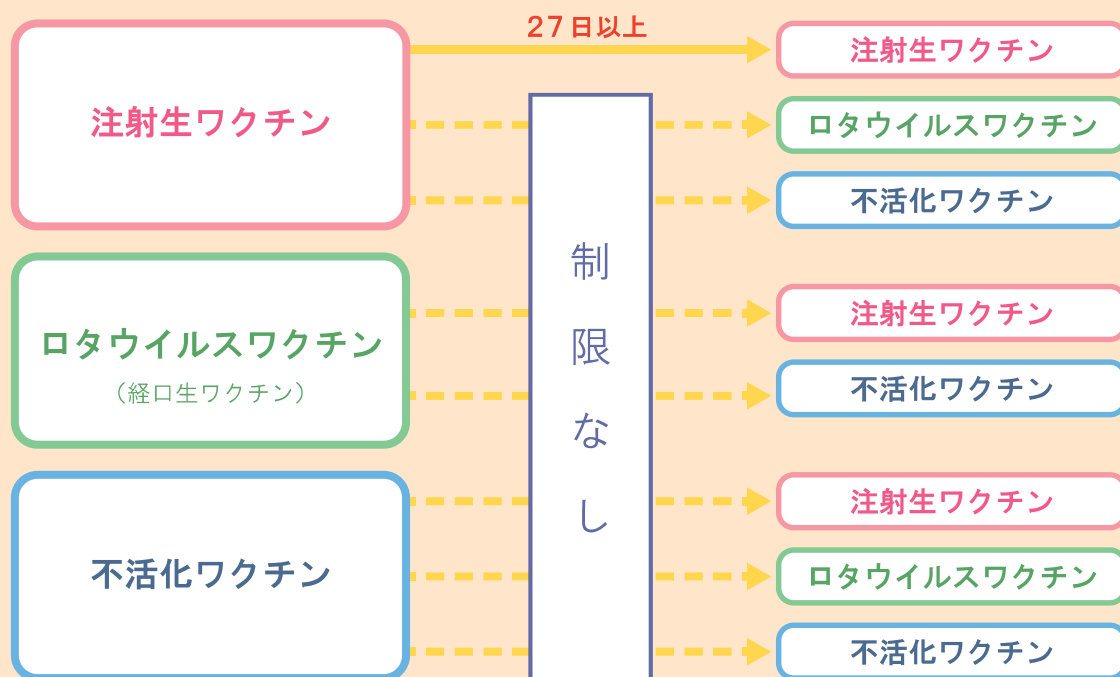 27日以上
注射生ワクチン
注射生ワクチン
ロタウイルスワクチン
不活化ワクチン
ロタウイルスワクチン
（経口生ワクチン）
注射生ワクチン
不活化ワクチン
不活化ワクチン
注射生ワクチン
ロタウイルスワクチン
不活化ワクチン
制限なし